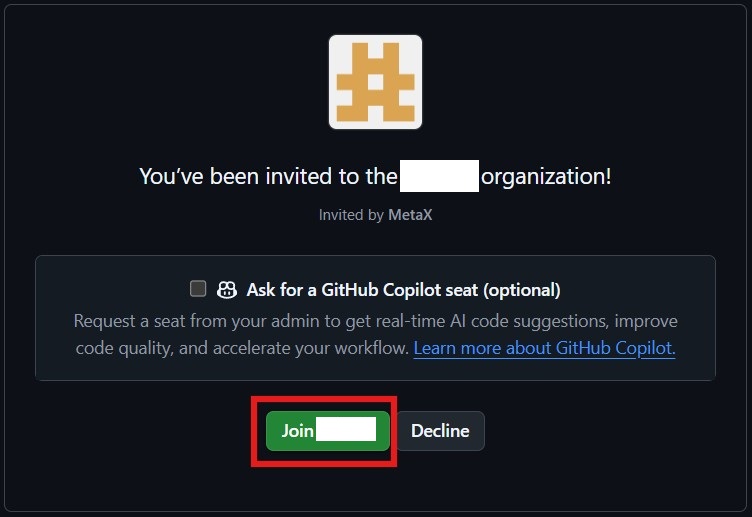 You’ve been invited to the organization!
Invited by MetaX
Ask for a GitHub Copilot seat (optional)
Request a seat from your admin to get real-time AI code suggestions, improve
code quality, and accelerate your workflow. Learn more about GitHub Copilot.
Join Decline